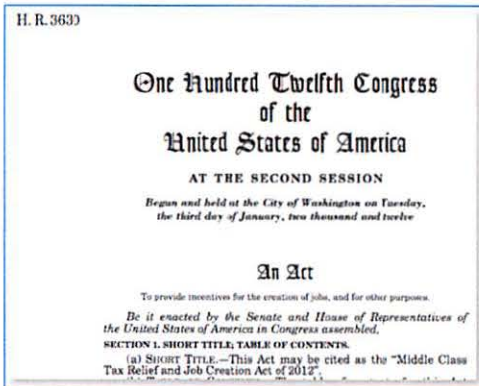 H. R. 3630
One Hundred Twelfth Congress
of the
United States of America
AT THE SECOND SESSION
Begun and held at the City of Washington on Tuesday,
the third day of January, two thousand and twelve
An Act
To provide incentives for the creation of jobs, and for other purposes.
Be it enacted by the Senate and House of Representatives of
the United States of America in Congress assembled,
SECTION 1. SHORT TITLE; TABLE OF CONTENTS.
(a) SHORT TITLE.—This Act may be cited as the "Middle Class
Tax Relief and Job Creation Act of 2012".